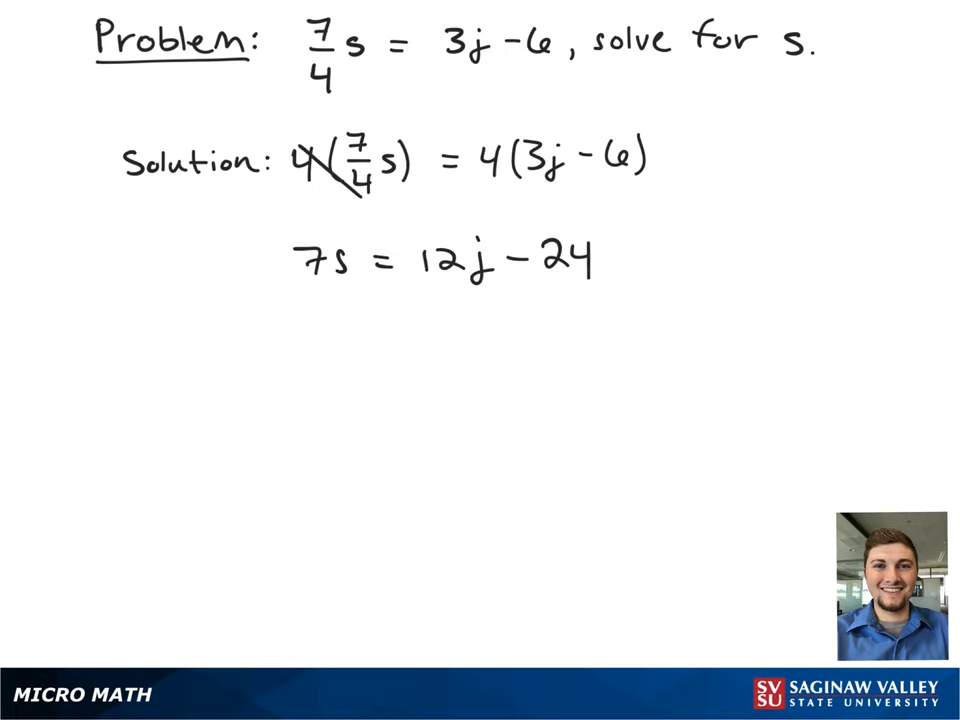 Problem: 7/4 s = 3j - 6, solve for s.
Solution: 4(7/4 s) = 4(3j - 6)
7s = 12j - 24
MICRO MATH
SV SU SAGINAW VALLEY STATE UNIVERSITY